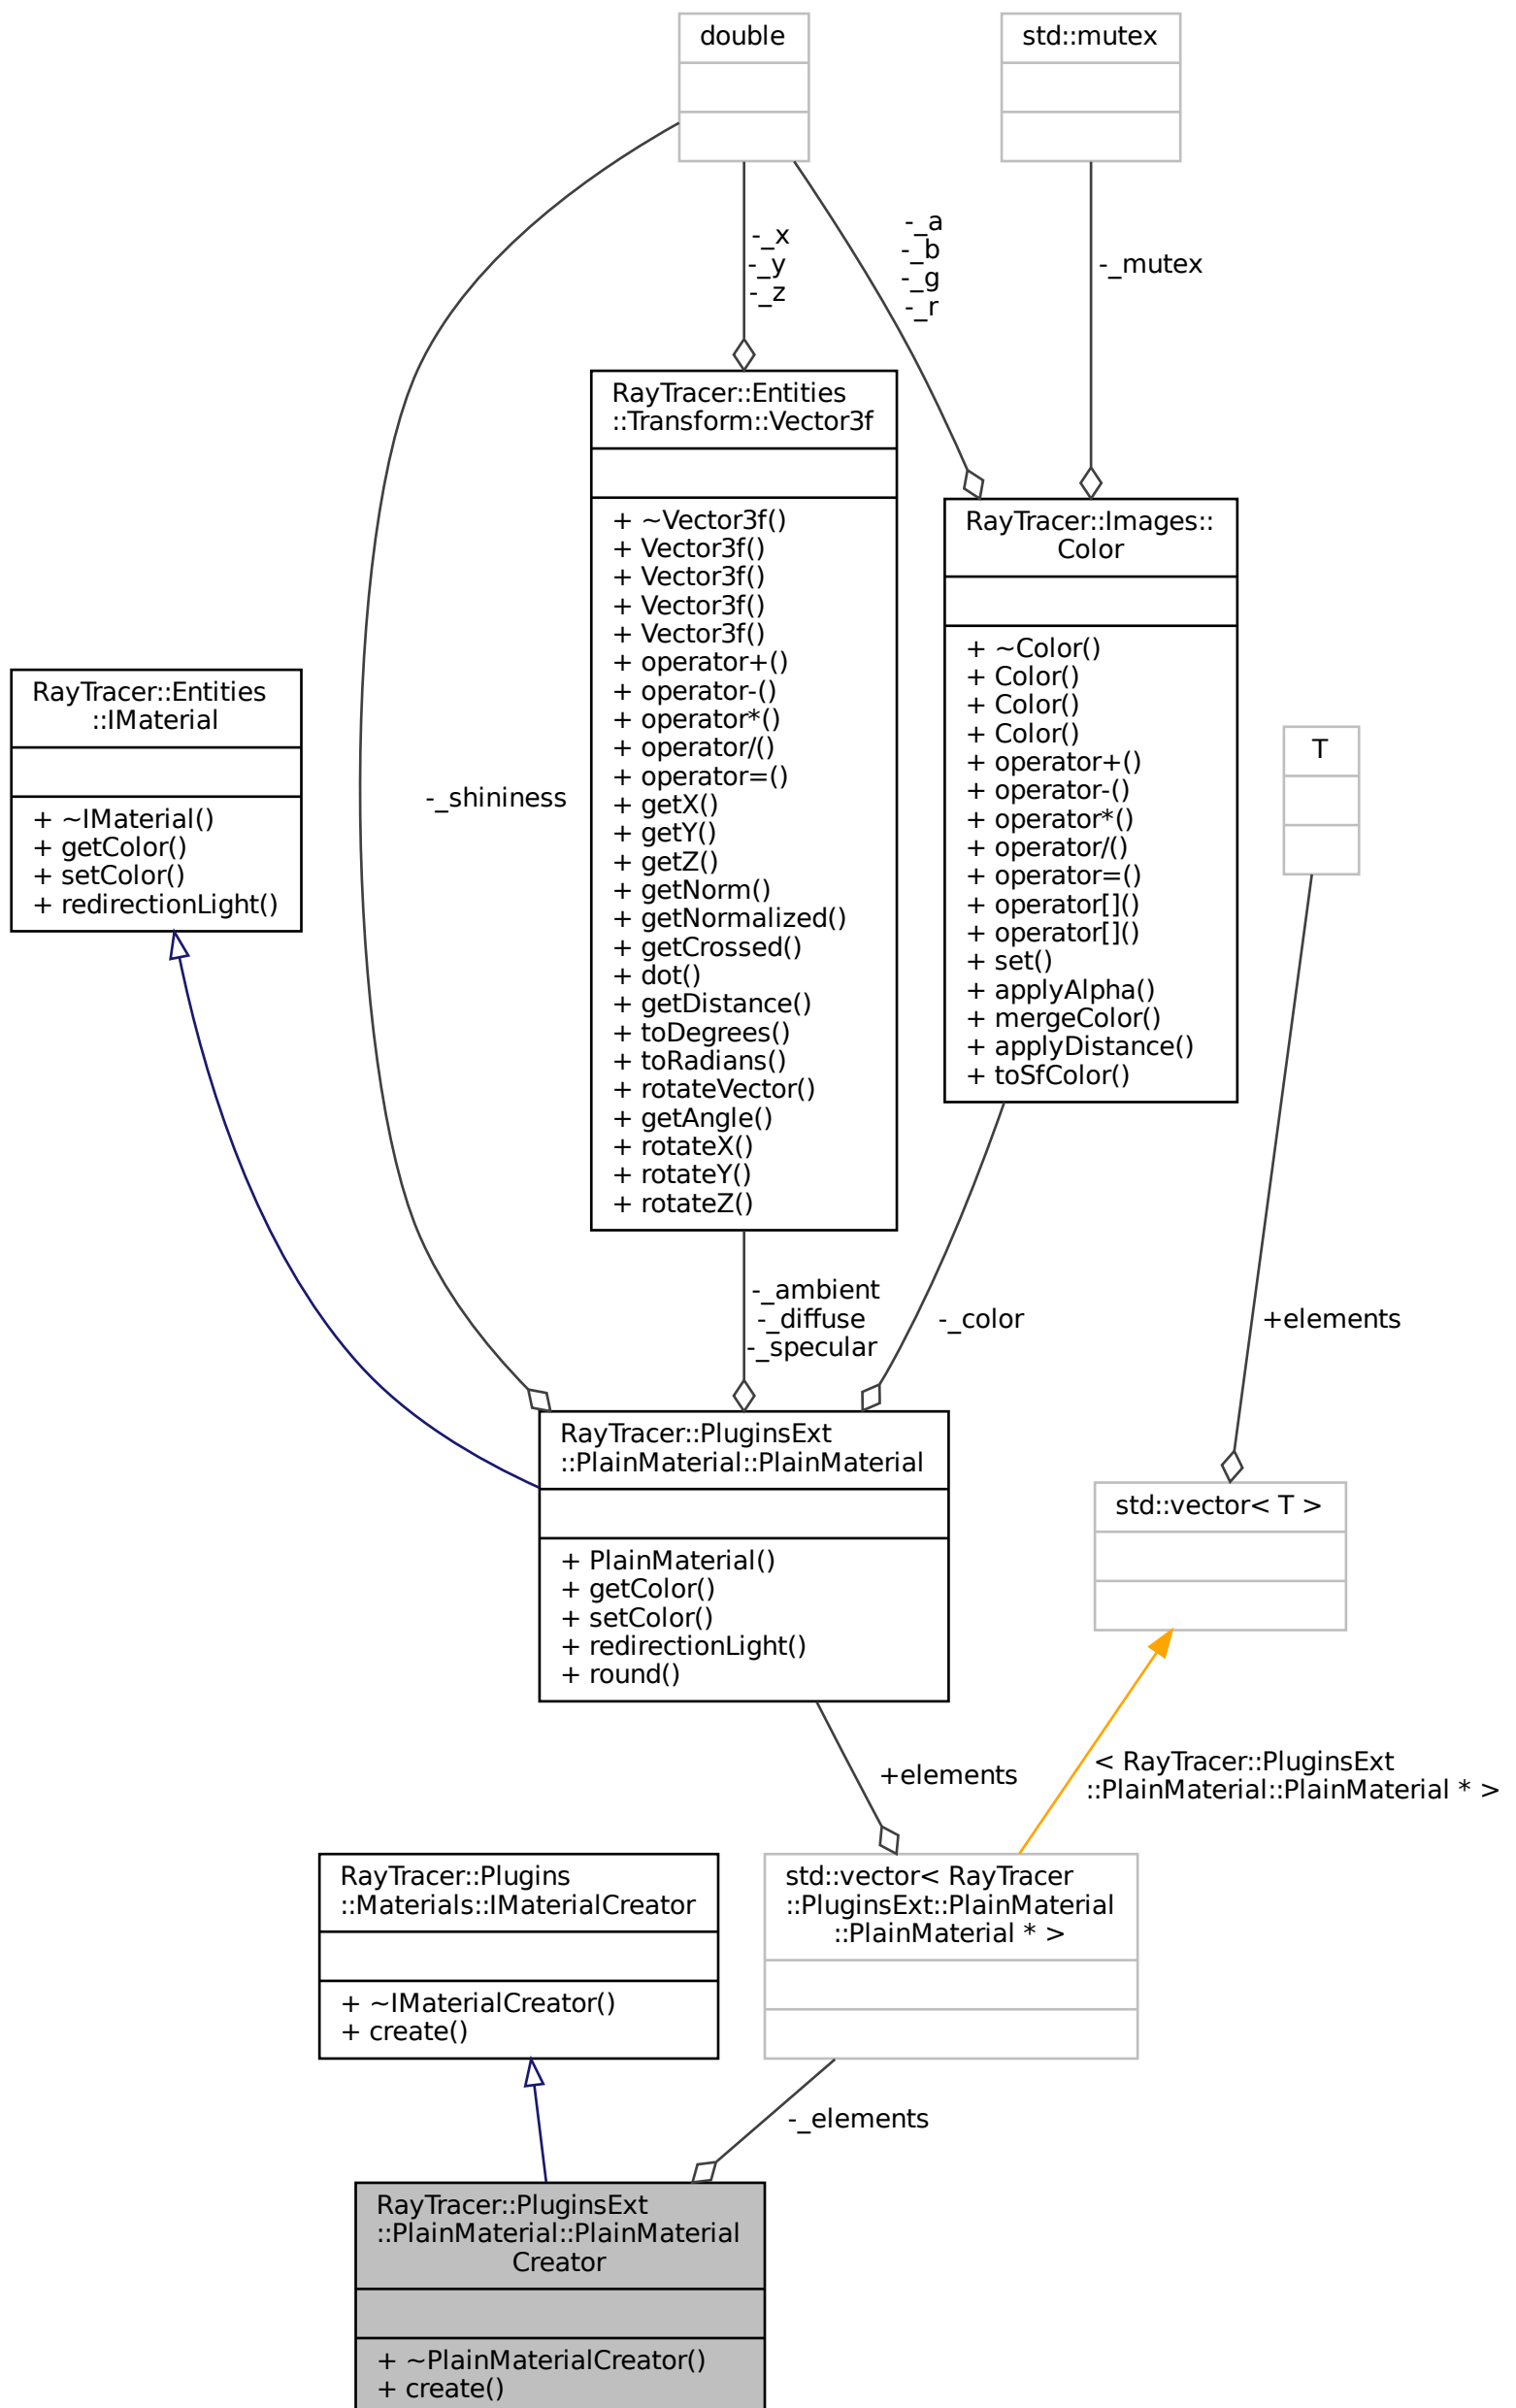 double
std::mutex
-_x
-_y
-_z
-_a
-_b
-_g
-_r
-_mutex
RayTracer::Entities
::Transform::Vector3f
+ ~Vector3f()
+ Vector3f()
+ Vector3f()
+ Vector3f()
+ Vector3f()
+ operator+()
+ operator-()
+ operator*()
+ operator/()
+ operator=()
+ getX()
+ getY()
+ getZ()
+ getNorm()
+ getNormalized()
+ getCrossed()
+ dot()
+ getDistance()
+ toDegrees()
+ toRadians()
+ rotateVector()
+ getAngle()
+ rotateX()
+ rotateY()
+ rotateZ()
RayTracer::Images::
Color
+ ~Color()
+ Color()
+ Color()
+ Color()
+ operator+()
+ operator-()
+ operator*()
+ operator/()
+ operator=()
+ operator[]()
+ operator[]()
+ set()
+ applyAlpha()
+ mergeColor()
+ applyDistance()
+ toSfColor()
RayTracer::Entities
::IMaterial
+ ~IMaterial()
+ getColor()
+ setColor()
+ redirectionLight()
-_shininess
T
-_ambient
-_diffuse
-_specular
-_color
+elements
RayTracer::PluginsExt
::PlainMaterial::PlainMaterial
+ PlainMaterial()
+ getColor()
+ setColor()
+ redirectionLight()
+ round()
std::vector< T >
+elements
< RayTracer::PluginsExt
::PlainMaterial::PlainMaterial * >
RayTracer::Plugins
::Materials::IMaterialCreator
+ ~IMaterialCreator()
+ create()
std::vector< RayTracer
::PluginsExt::PlainMaterial
::PlainMaterial * >
-_elements
RayTracer::PluginsExt
::PlainMaterial::PlainMaterial
Creator
+ ~PlainMaterialCreator()
+ create()